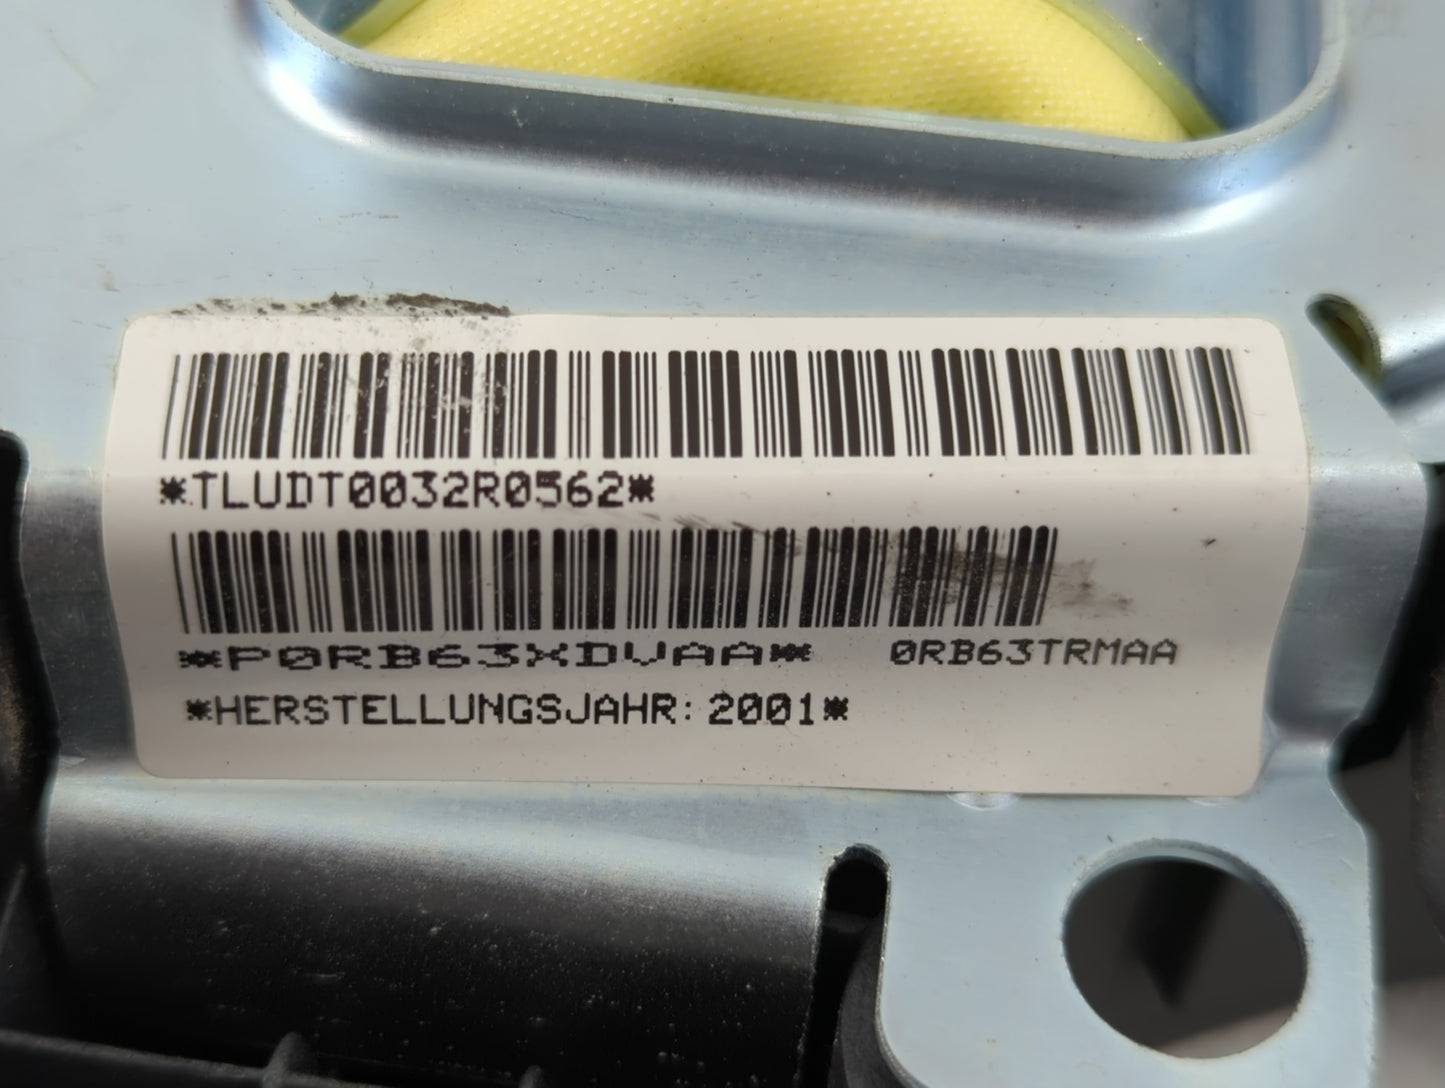 *TLUDT0032R0562*
*P0RB63XDVAA* 0RB63TRMAA
*HERSTELLUNGSJAHR: 2001*